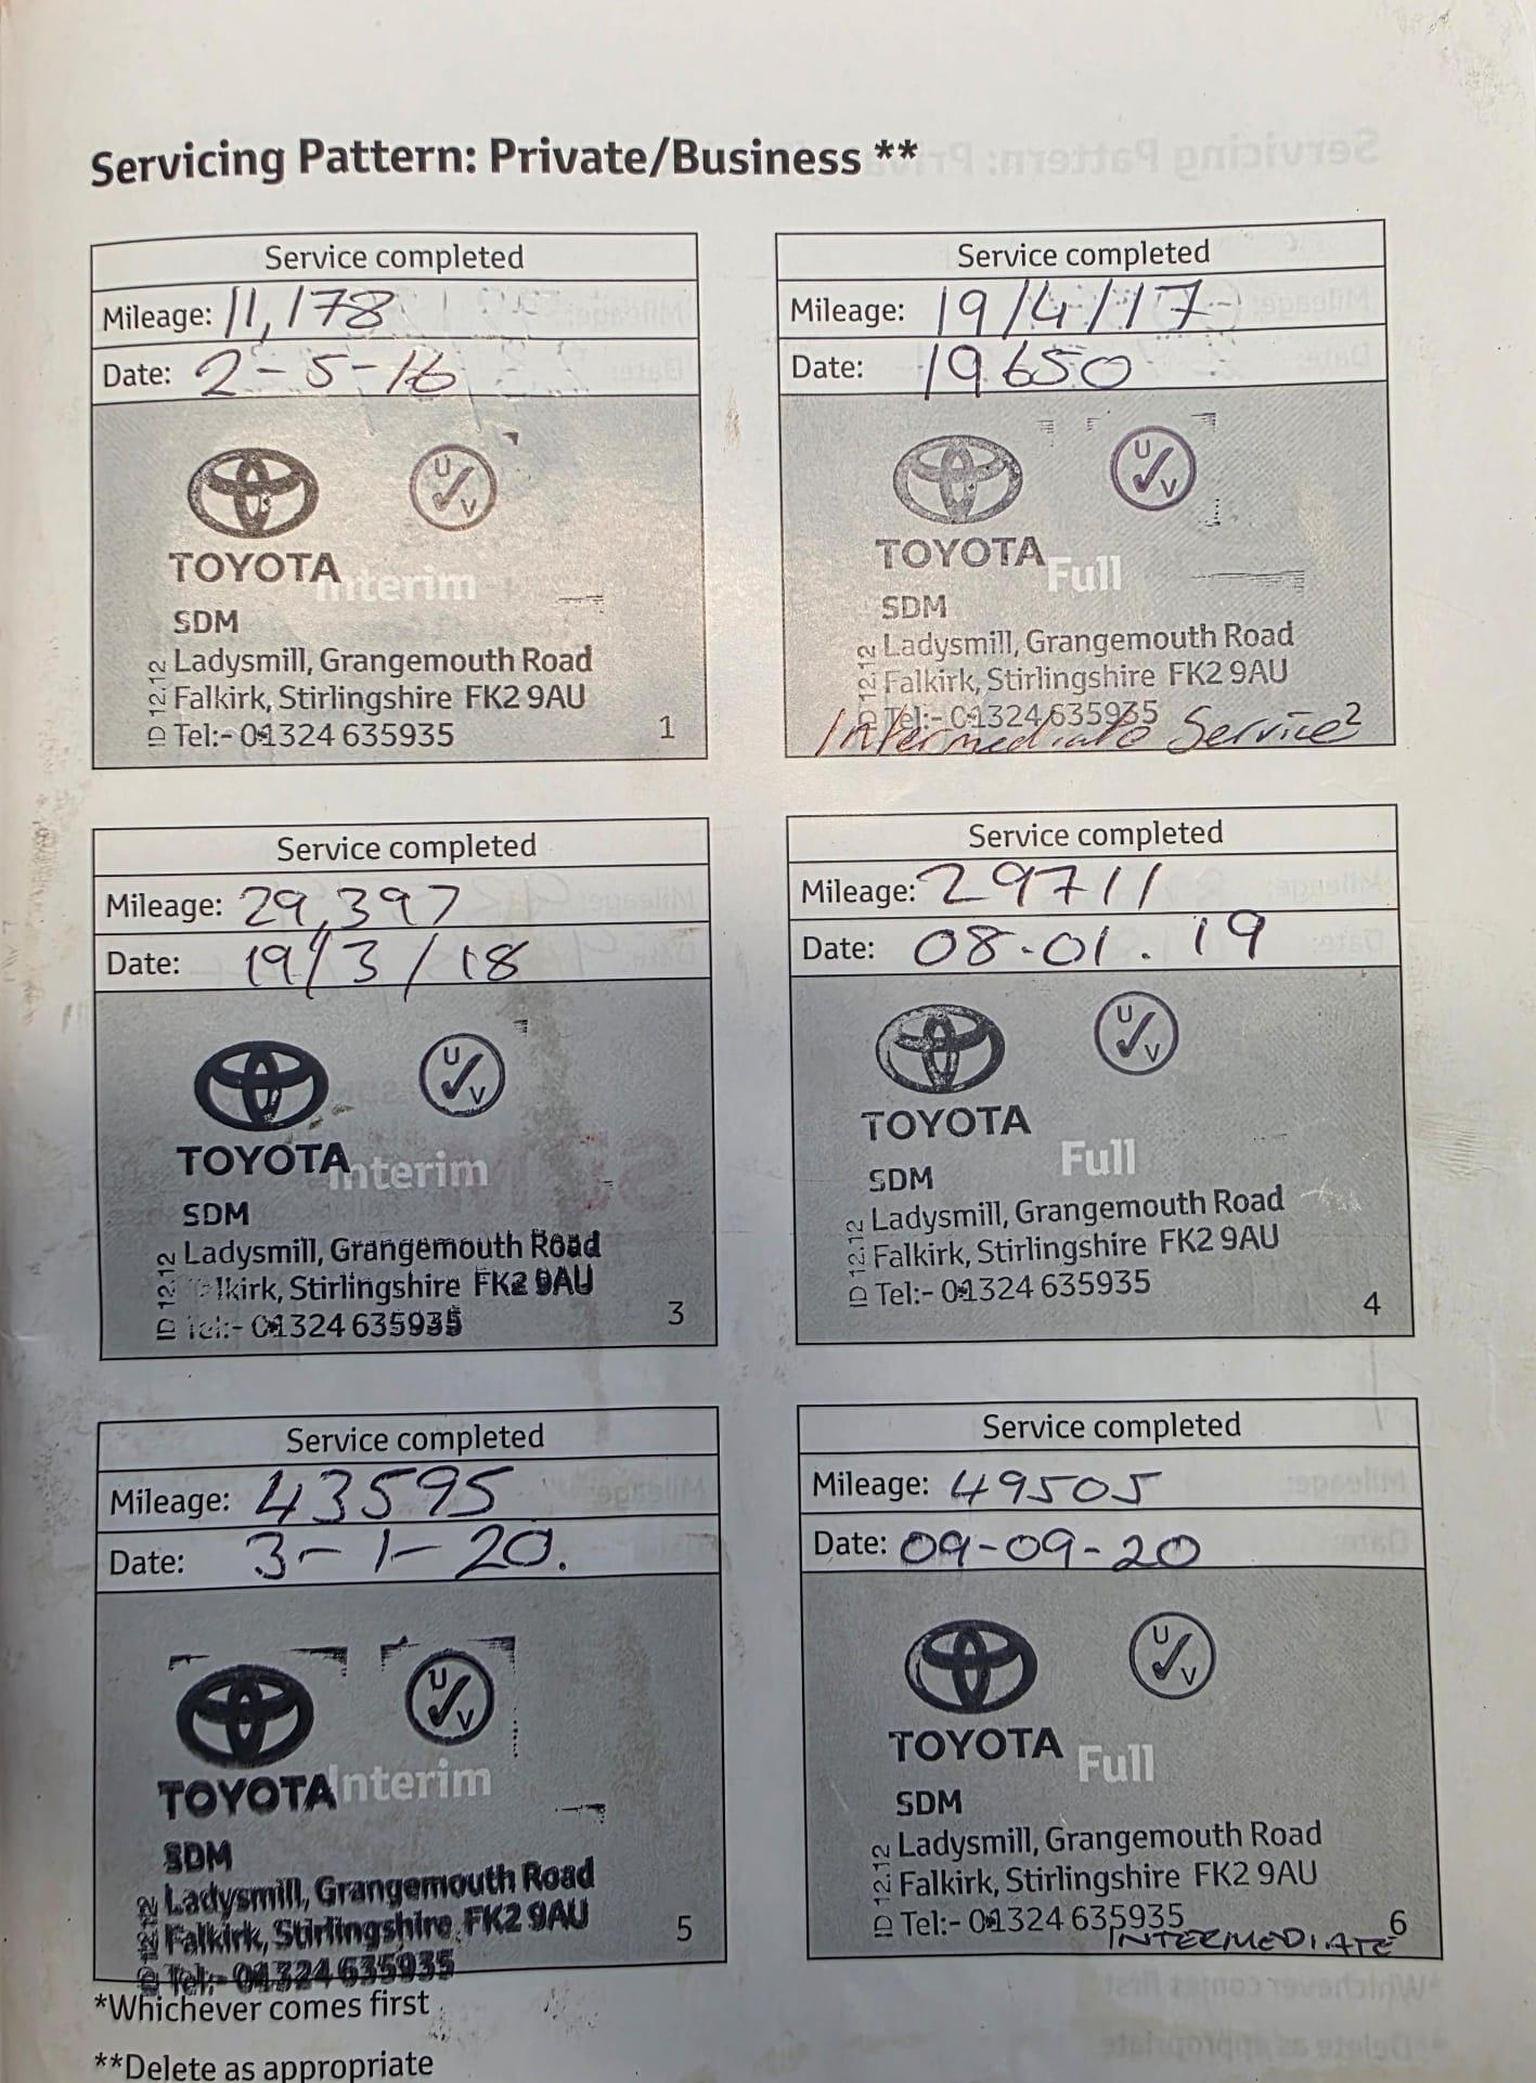 Servicing Pattern: Private/Business **
Service completed
Mileage: 11,178
Date: 2-5-16
U V
TOYOTA
Interim
SDM
Ladysmill, Grangemouth Road
Falkirk, Stirlingshire FK2 9AU
Tel:- 01324 635935
ID 12.12
1
Service completed
Mileage: 19/4/17
Date: 19650
U V
TOYOTA
Full
SDM
Ladysmill, Grangemouth Road
Falkirk, Stirlingshire FK2 9AU
Tel:- 01324 635935
ID 12.12
Intermediate Service
2
Service completed
Mileage: 29,397
Date: 19/3/18
U V
TOYOTA
Interim
SDM
Ladysmill, Grangemouth Road
Falkirk, Stirlingshire FK2 9AU
Tel:- 01324 635935
ID 12.12
3
Service completed
Mileage: 29711
Date: 08.01.19
U V
TOYOTA
Full
SDM
Ladysmill, Grangemouth Road
Falkirk, Stirlingshire FK2 9AU
Tel:- 01324 635935
ID 12.12
4
Service completed
Mileage: 43595
Date: 3-1-20.
U V
TOYOTA
Interim
SDM
Ladysmill, Grangemouth Road
Falkirk, Stirlingshire FK2 9AU
Tel:- 01324 635935
5
Service completed
Mileage: 49505
Date: 09-09-20
U V
TOYOTA
Full
SDM
Ladysmill, Grangemouth Road
Falkirk, Stirlingshire FK2 9AU
Tel:- 01324 635935
ID 12.12
INTERMEDIATE
6
*Whichever comes first
**Delete as appropriate